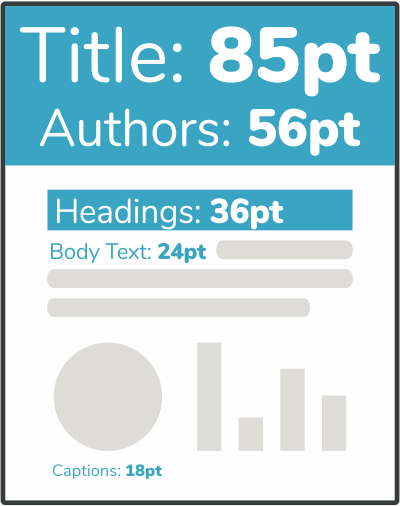 Title: 85pt
Authors: 56pt
Headings: 36pt
Body Text: 24pt
Captions: 18pt